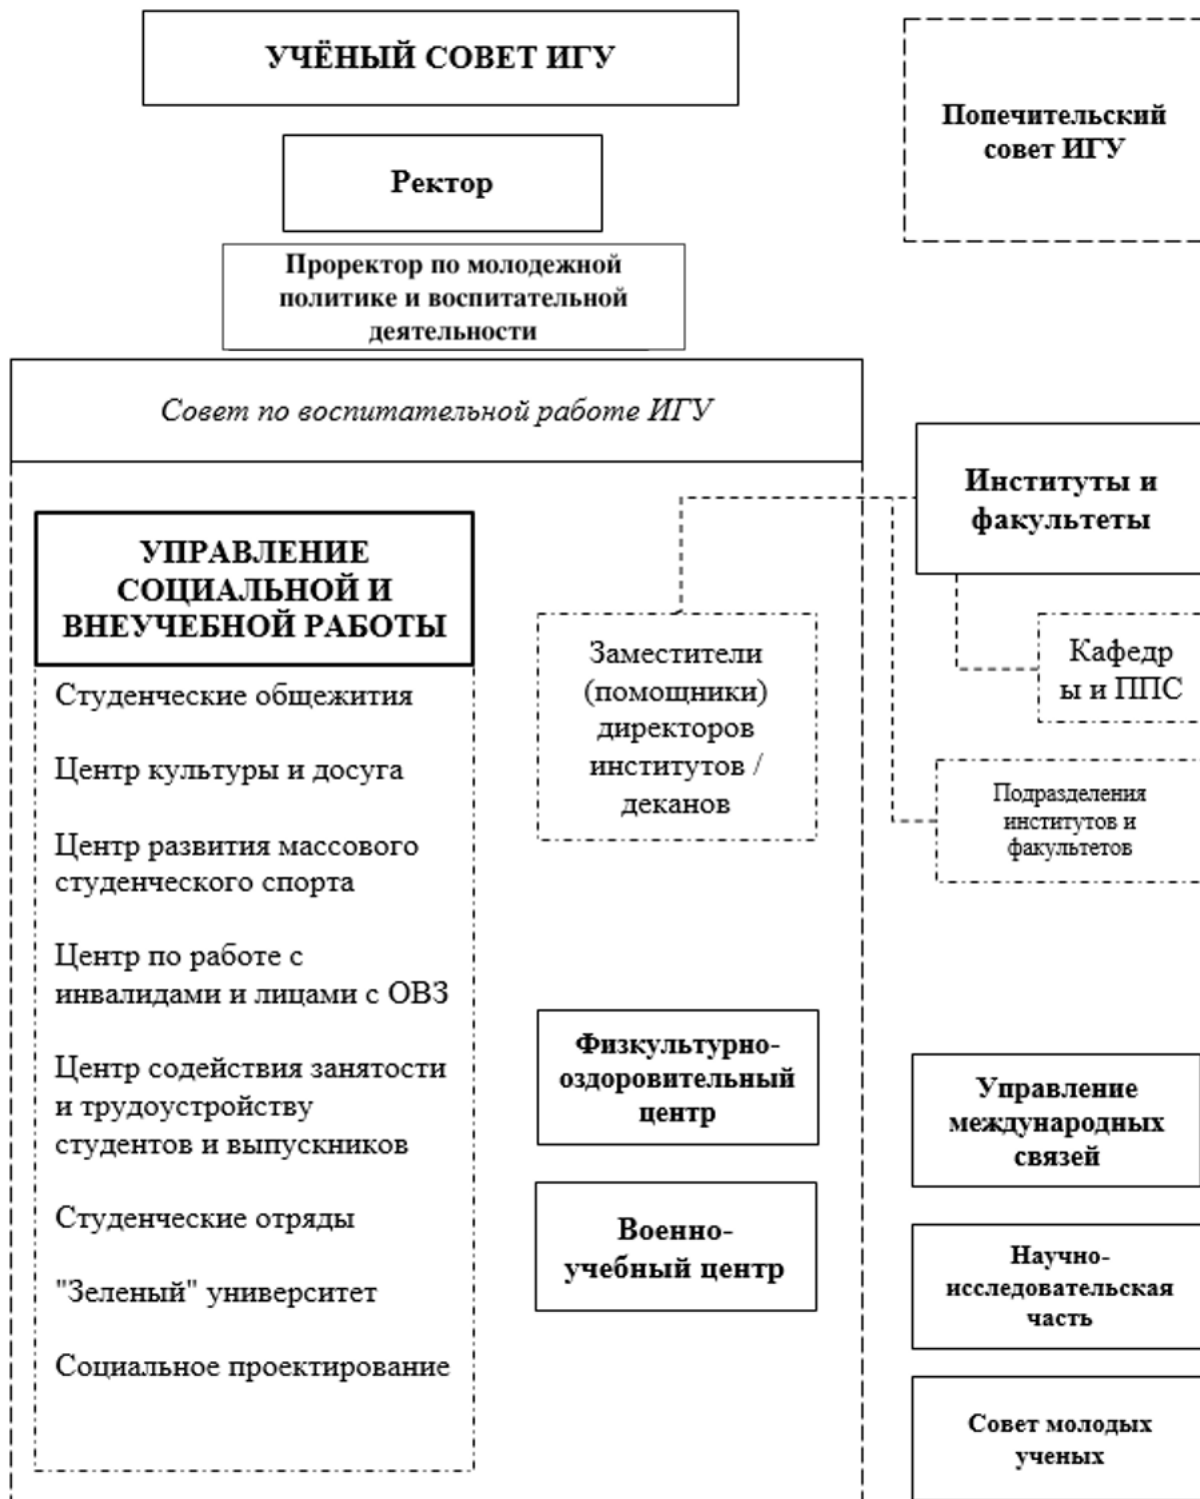 УЧЁНЫЙ СОВЕТ ИГУ
Попечительский
совет ИГУ
Ректор
Проректор по молодежной
политике и воспитательной
деятельности
Совет по воспитательной работе ИГУ
Институты и
факультеты
УПРАВЛЕНИЕ
СОЦИАЛЬНОЙ И
ВНЕУЧЕБНОЙ РАБОТЫ
Студенческие общежития
Центр культуры и досуга
Центр развития массового
студенческого спорта
Центр по работе с
инвалидами и лицами с ОВЗ
Центр содействия занятости
и трудоустройству
студентов и выпускников
Студенческие отряды
"Зеленый" университет
Социальное проектирование
Заместители
(помощники)
директоров
институтов /
деканов
Кафедр
ы и ППС
Подразделения
институтов и
факультетов
Физкультурно-
оздоровительный
центр
Военно-
учебный центр
Управление
международных
связей
Научно-
исследовательская
часть
Совет молодых
ученых